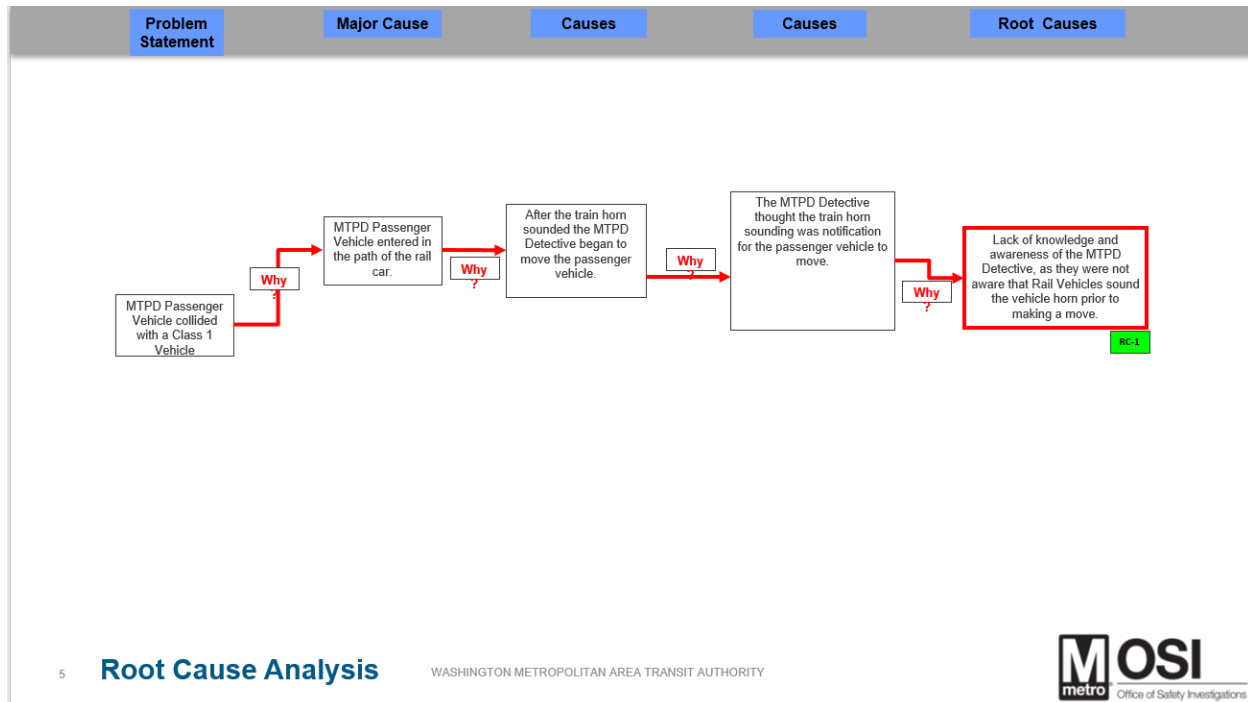 Problem
Statement
Major Cause
Causes
Causes
Root Causes
MTPD Passenger
Vehicle collided
with a Class 1
Vehicle
Why
?
MTPD Passenger
Vehicle entered in
the path of the rail
car.
Why
?
After the train horn
sounded the MTPD
Detective began to
move the passenger
vehicle.
Why
?
The MTPD Detective
thought the train horn
sounding was notification
for the passenger vehicle to
move.
Why
?
Lack of knowledge and
awareness of the MTPD
Detective, as they were not
aware that Rail Vehicles sound
the vehicle horn prior to
making a move.
RC-1
5
Root Cause Analysis
WASHINGTON METROPOLITAN AREA TRANSIT AUTHORITY
M
metro
OSI
Office of Safety Investigations